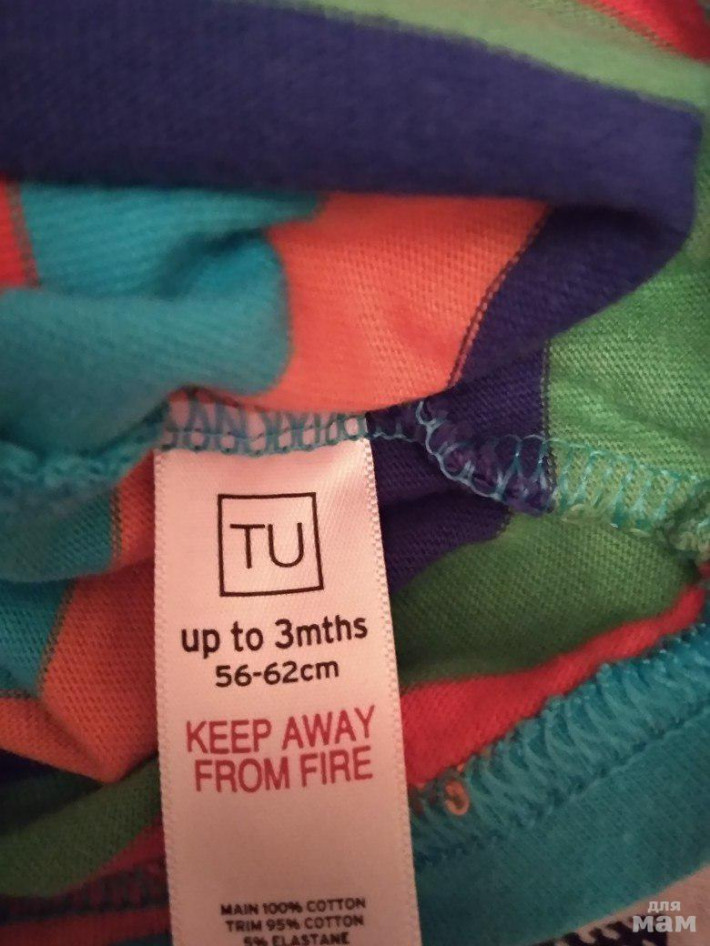 TU
up to 3mths
56-62cm
KEEP AWAY
FROM FIRE
MAIN 100% COTTON
TRIM 95% COTTON
5% ELASTANE
для
мам